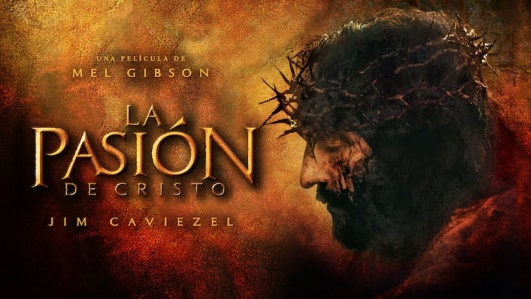 UNA PELÍCULA DE
MEL GIBSON
LA
PASIÓN
DE CRISTO
JIM CAVIEZEL